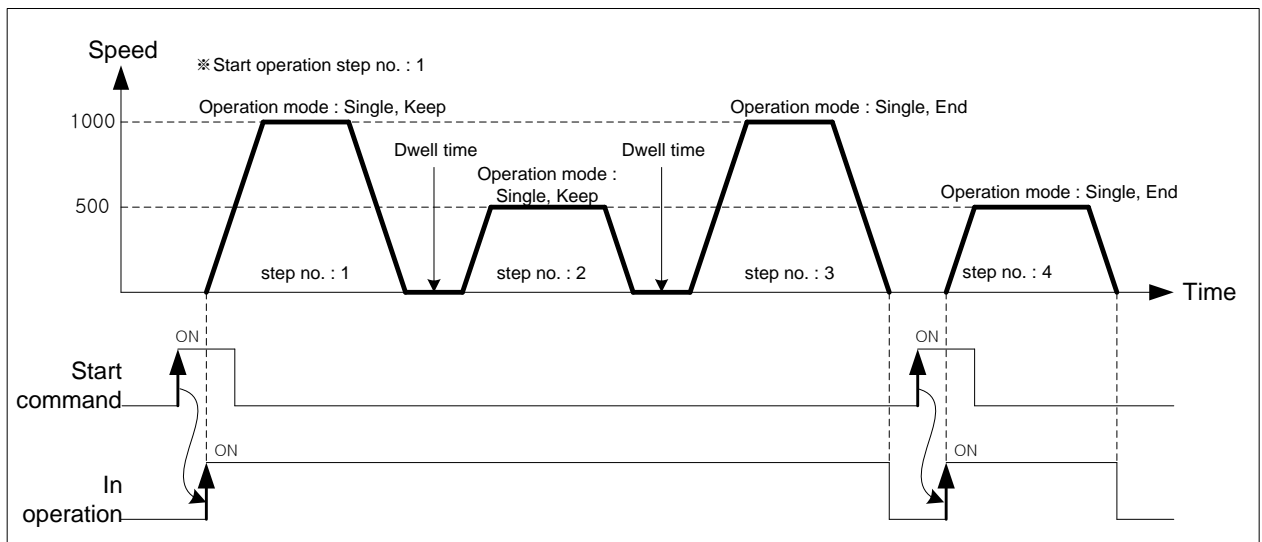 Speed
※Start operation step no. : 1
Operation mode : Single, Keep
Operation mode : Single, End
1000
Dwell time
Dwell time
Operation mode :
Single, Keep
Operation mode : Single, End
500
step no. : 1
step no. : 2
step no. : 3
step no. : 4
Time
ON
ON
Start
command
ON
ON
In
operation